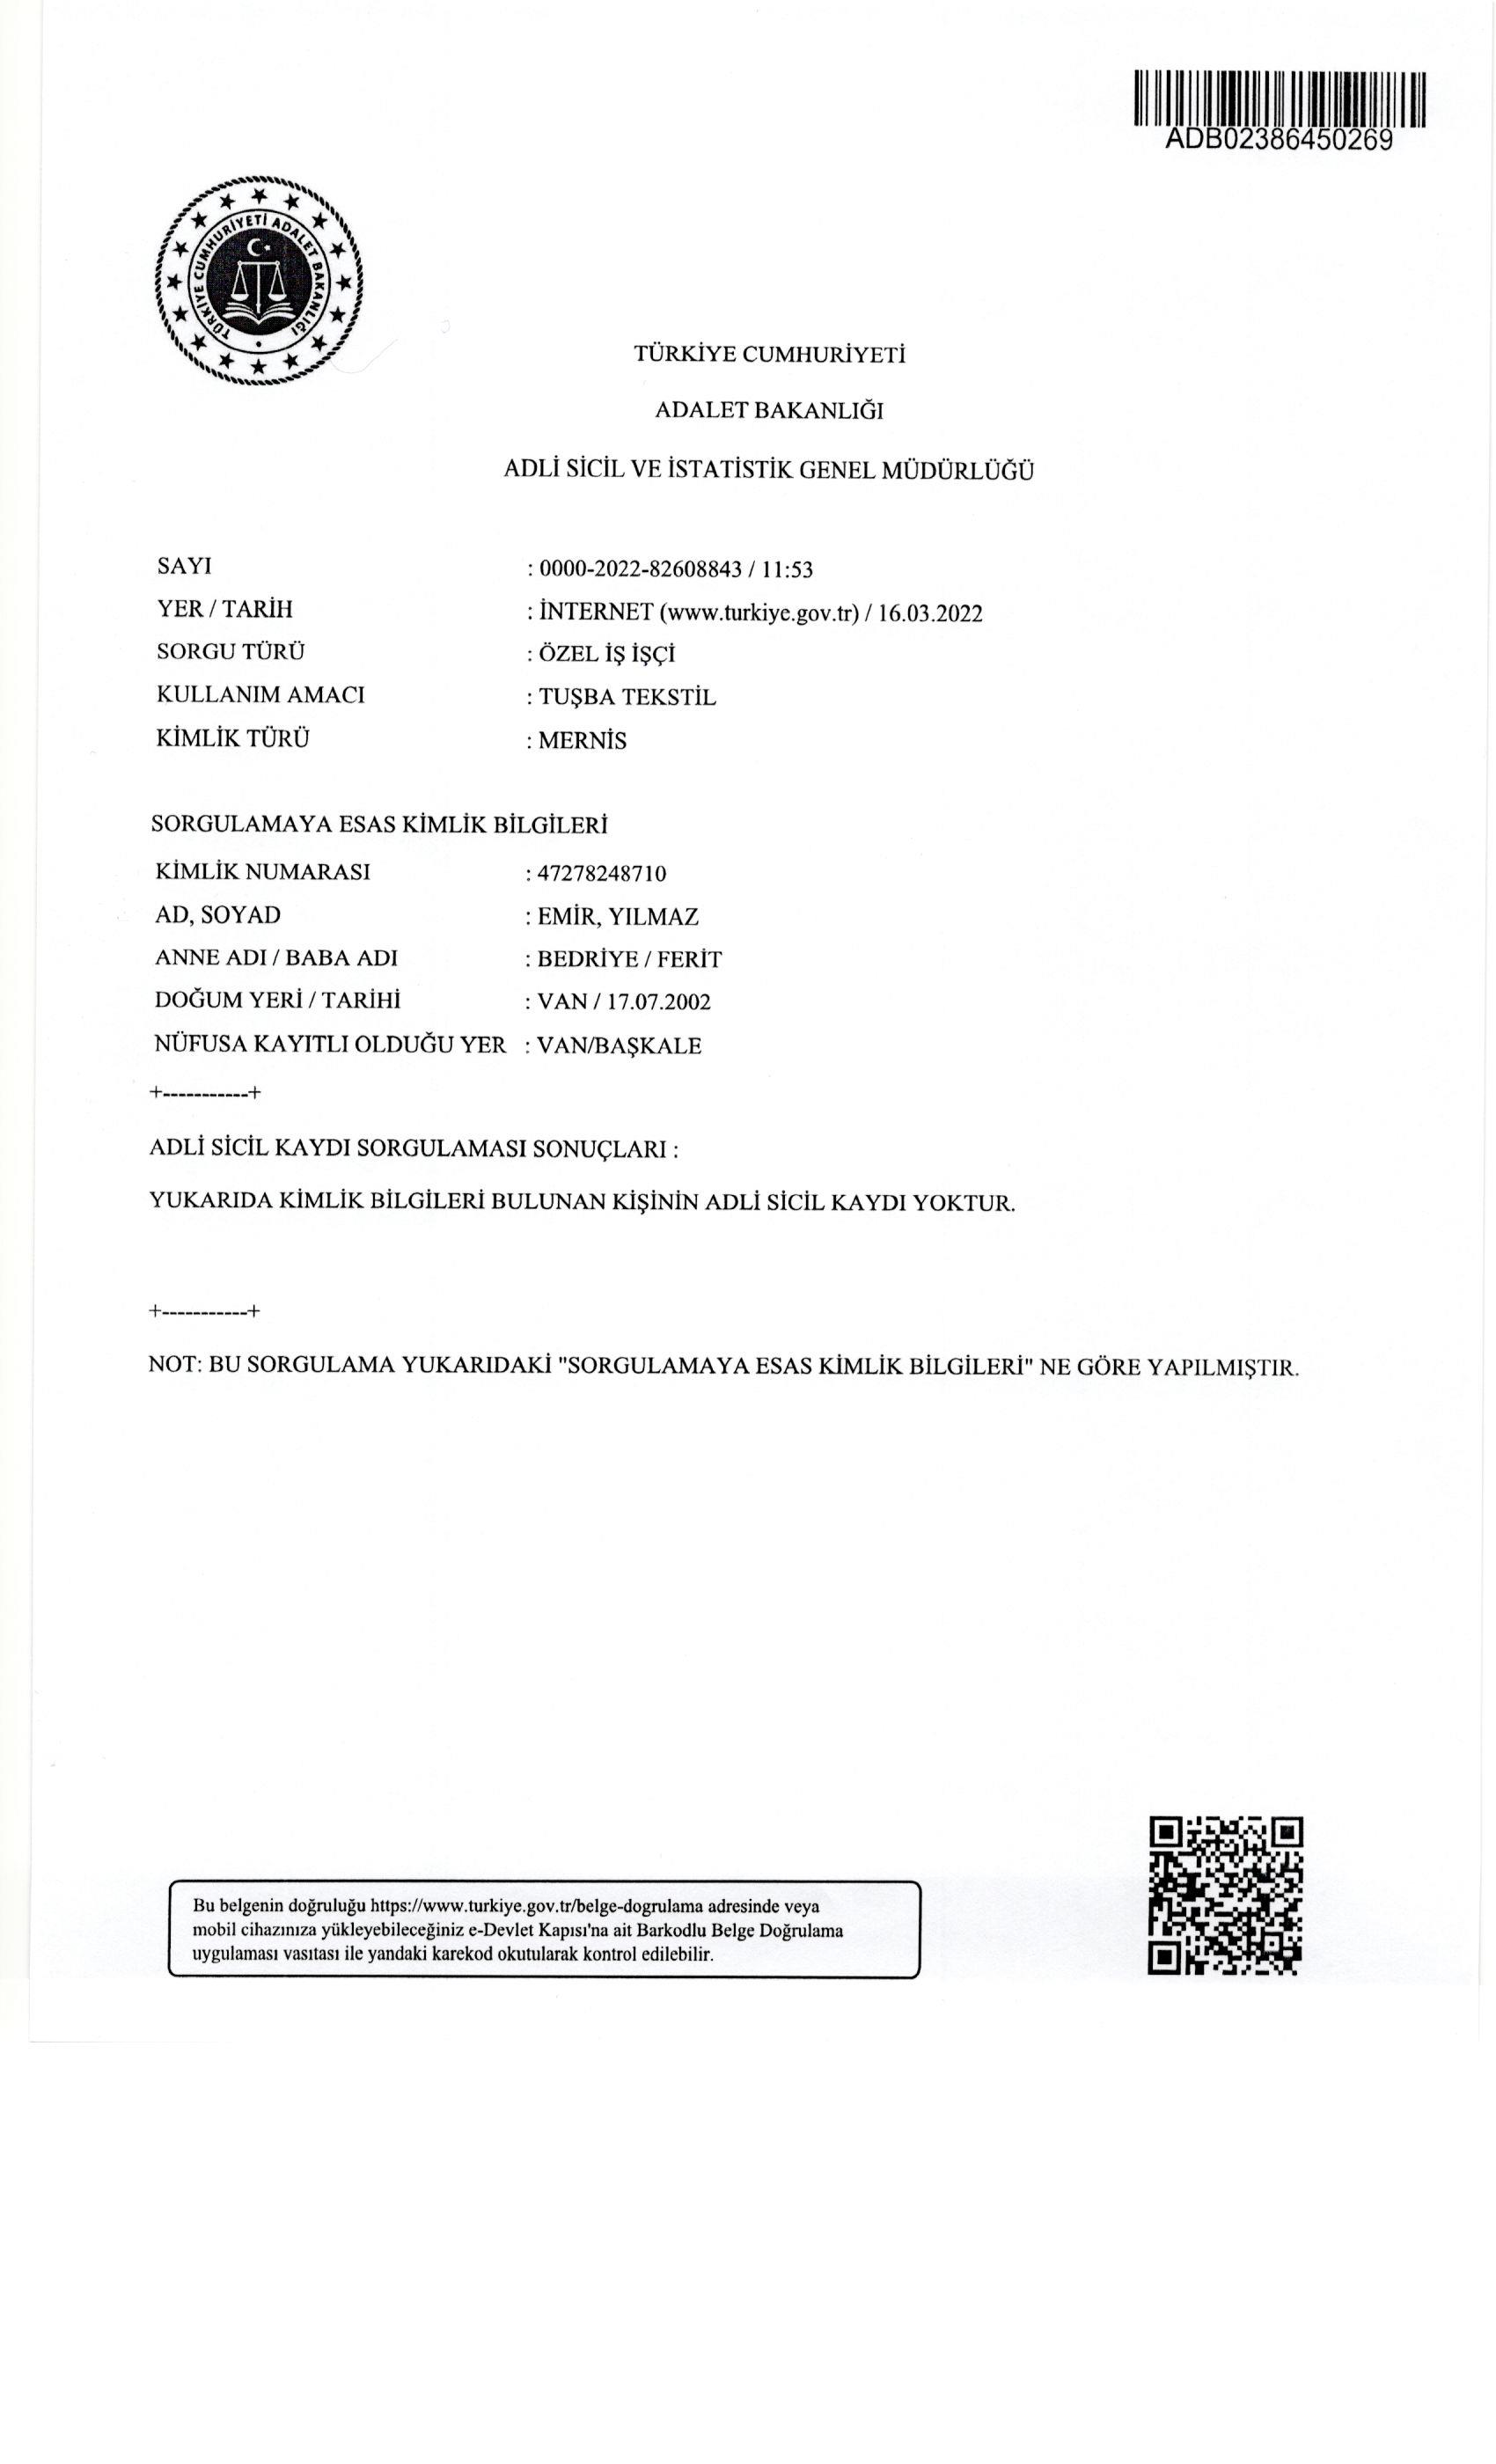 ADB02386450269
TÜRKİYE CUMHURİYETİ ADALET BAKANLIĞI
TÜRKİYE CUMHURİYETİ
ADALET BAKANLIĞI
ADLİ SİCİL VE İSTATİSTİK GENEL MÜDÜRLÜĞÜ
SAYI : 0000-2022-82608843 / 11:53
YER / TARİH : İNTERNET (www.turkiye.gov.tr) / 16.03.2022
SORGU TÜRÜ : ÖZEL İŞ İŞÇİ
KULLANIM AMACI : TUŞBA TEKSTİL
KİMLİK TÜRÜ : MERNİS
SORGULAMAYA ESAS KİMLİK BİLGİLERİ
KİMLİK NUMARASI : 47278248710
AD, SOYAD : EMİR, YILMAZ
ANNE ADI / BABA ADI : BEDRİYE / FERİT
DOĞUM YERİ / TARİHİ : VAN / 17.07.2002
NÜFUSA KAYITLI OLDUĞU YER : VAN/BAŞKALE
+-----------+
ADLİ SİCİL KAYDI SORGULAMASI SONUÇLARI :
YUKARIDA KİMLİK BİLGİLERİ BULUNAN KİŞİNİN ADLİ SİCİL KAYDI YOKTUR.
+-----------+
NOT: BU SORGULAMA YUKARIDAKİ "SORGULAMAYA ESAS KİMLİK BİLGİLERİ" NE GÖRE YAPILMIŞTIR.
Bu belgenin doğruluğu https://www.turkiye.gov.tr/belge-dogrulama adresinde veya
mobil cihazınıza yükleyebileceğiniz e-Devlet Kapısı'na ait Barkodlu Belge Doğrulama
uygulaması vasıtası ile yandaki karekod okutularak kontrol edilebilir.